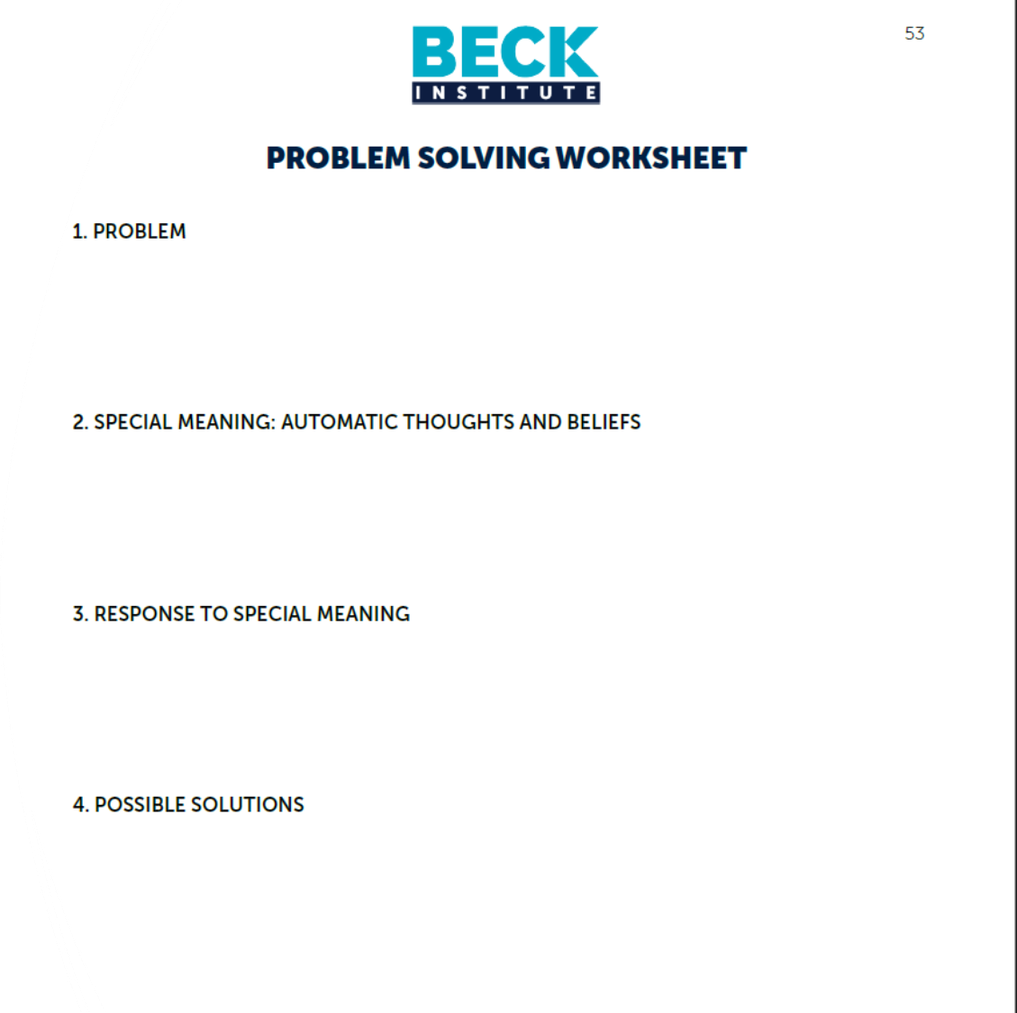 BECK
INSTITUTE
53
PROBLEM SOLVING WORKSHEET
1. PROBLEM
2. SPECIAL MEANING: AUTOMATIC THOUGHTS AND BELIEFS
3. RESPONSE TO SPECIAL MEANING
4. POSSIBLE SOLUTIONS